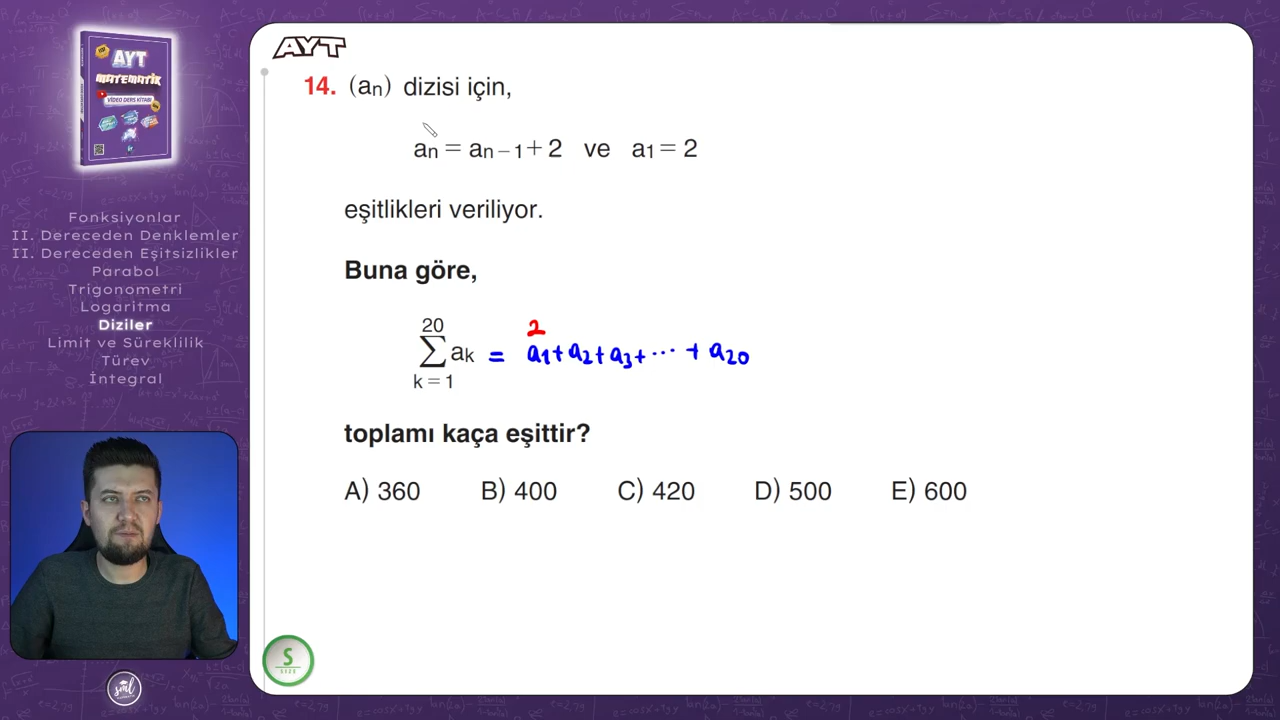 AYT
MATEMATİK
VİDEO DERS KİTABI
Fonksiyonlar
II. Dereceden Denklemler
II. Dereceden Eşitsizlikler
Parabol
Trigonometri
Logaritma
Diziler
Limit ve Süreklilik
Türev
İntegral
sml
AYT
14. (aₙ) dizisi için,
aₙ = aₙ₋₁ + 2 ve a₁ = 2
eşitlikleri veriliyor.
Buna göre,
20 2
∑ aₖ = a₁ + a₂ + a₃ + ⋯ + a₂₀
k = 1
toplamı kaça eşittir?
A) 360 B) 400 C) 420 D) 500 E) 600
S
SIZE